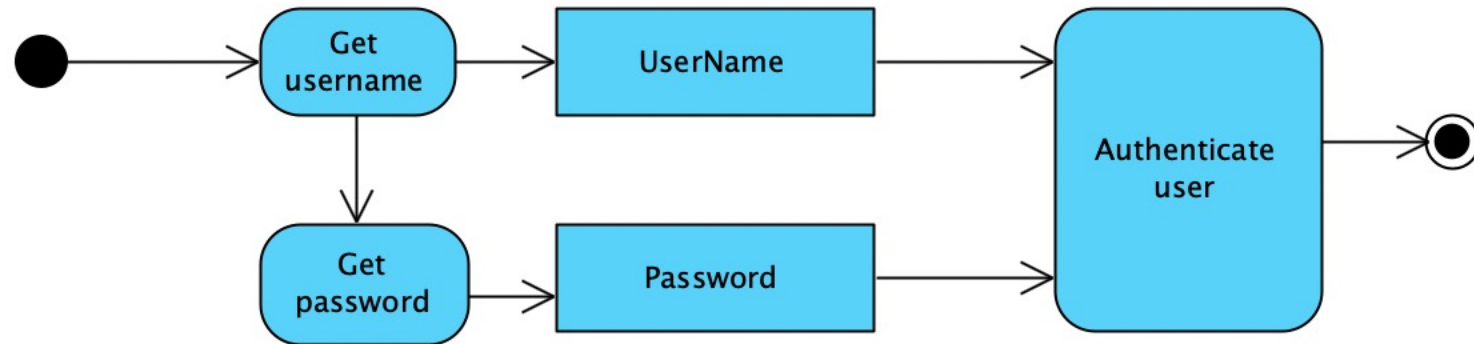 Get
username
UserName
Authenticate
user
Get
password
Password